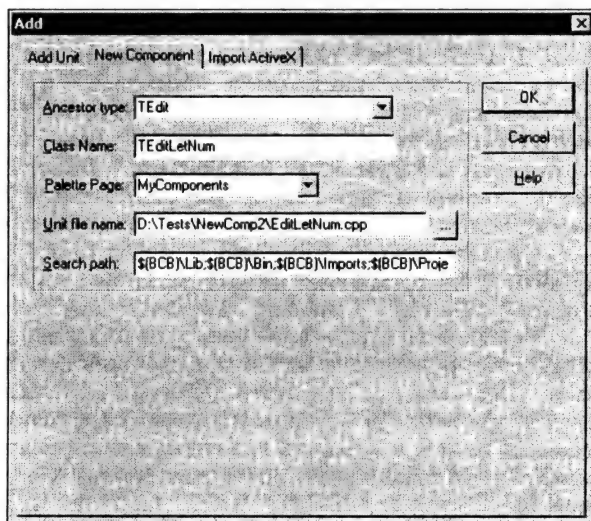 Add
Add Unit New Component Import ActiveX
Ancestor type: TEdit
OK
Class Name: TEditLetNum
Cancel
Palette Page: MyComponents
Help
Unit file name: D:\Tests\NewComp2\EditLetNum.cpp ...
Search path: $(BCB)\Lib;$(BCB)\Bin;$(BCB)\Imports;$(BCB)\Proje